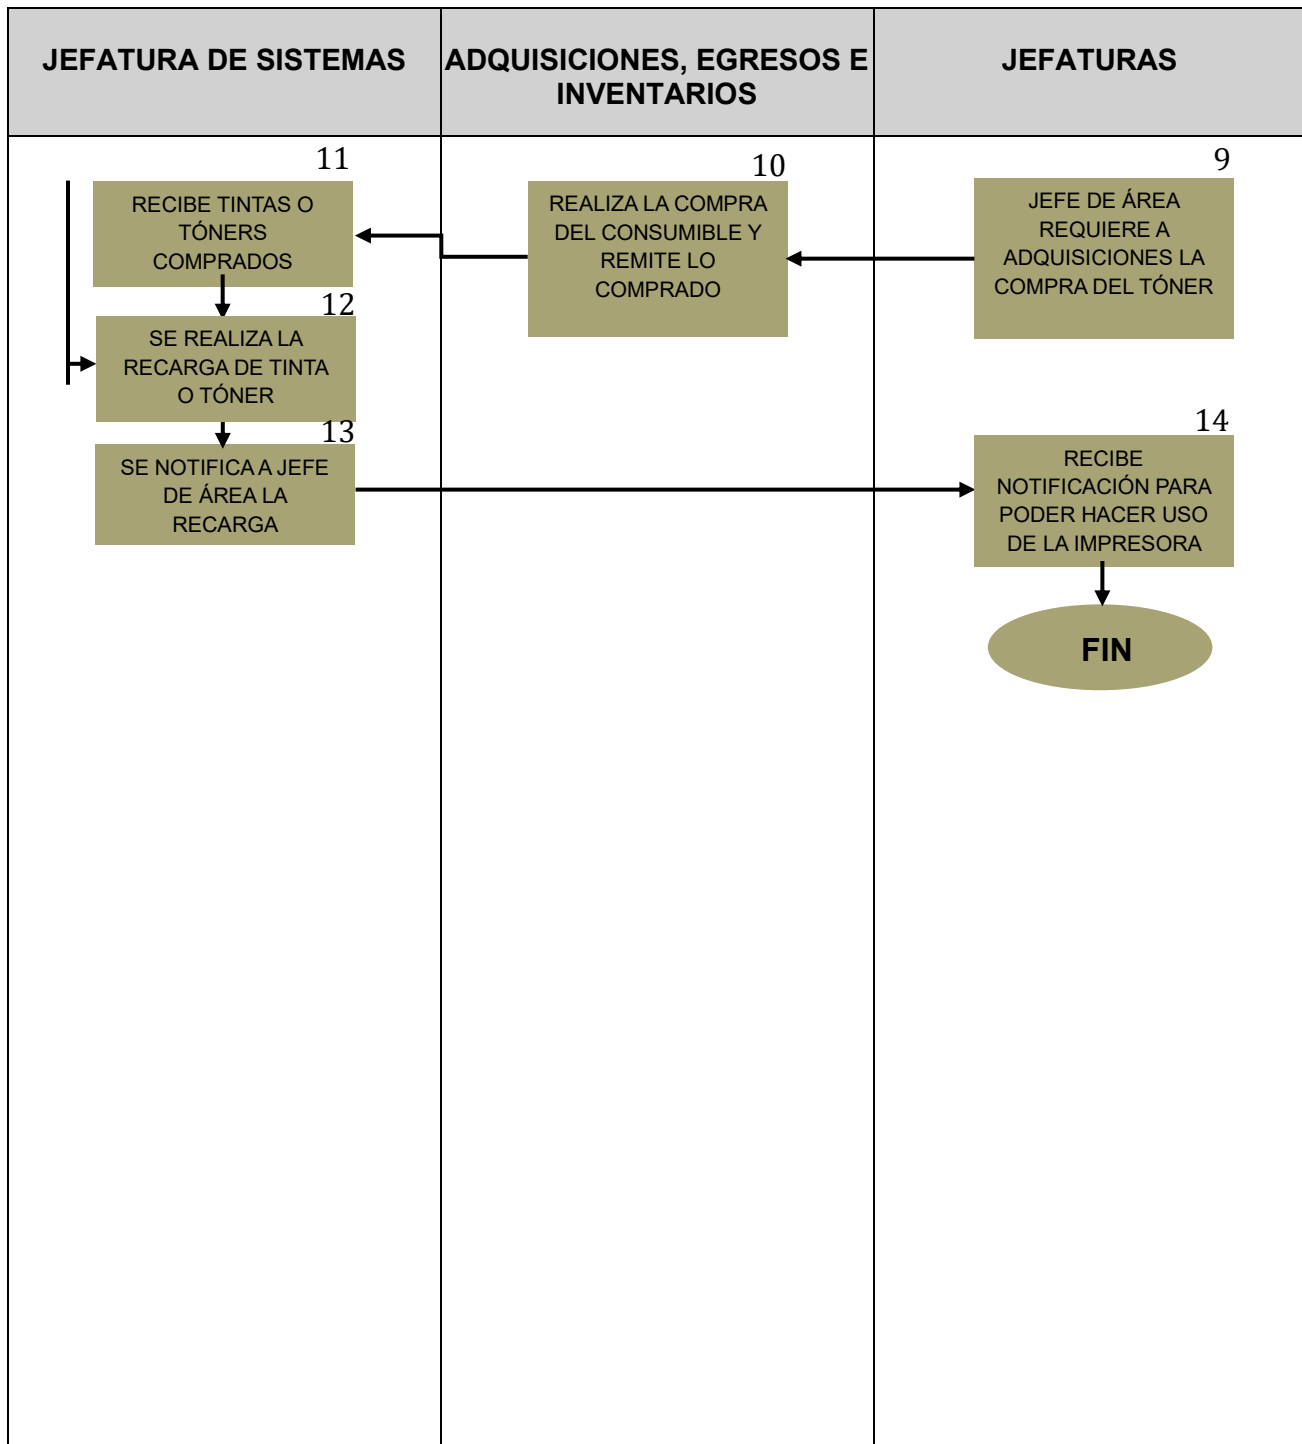 JEFATURA DE SISTEMAS
ADQUISICIONES, EGRESOS E
INVENTARIOS
JEFATURAS
11
RECIBE TINTAS O
TÓNERS
COMPRADOS
10
REALIZA LA COMPRA
DEL CONSUMIBLE Y
REMITE LO
COMPRADO
9
JEFE DE ÁREA
REQUIERE A
ADQUISICIONES LA
COMPRA DEL TÓNER
12
SE REALIZA LA
RECARGA DE TINTA
O TÓNER
13
SE NOTIFICA A JEFE
DE ÁREA LA
RECARGA
14
RECIBE
NOTIFICACIÓN PARA
PODER HACER USO
DE LA IMPRESORA
FIN